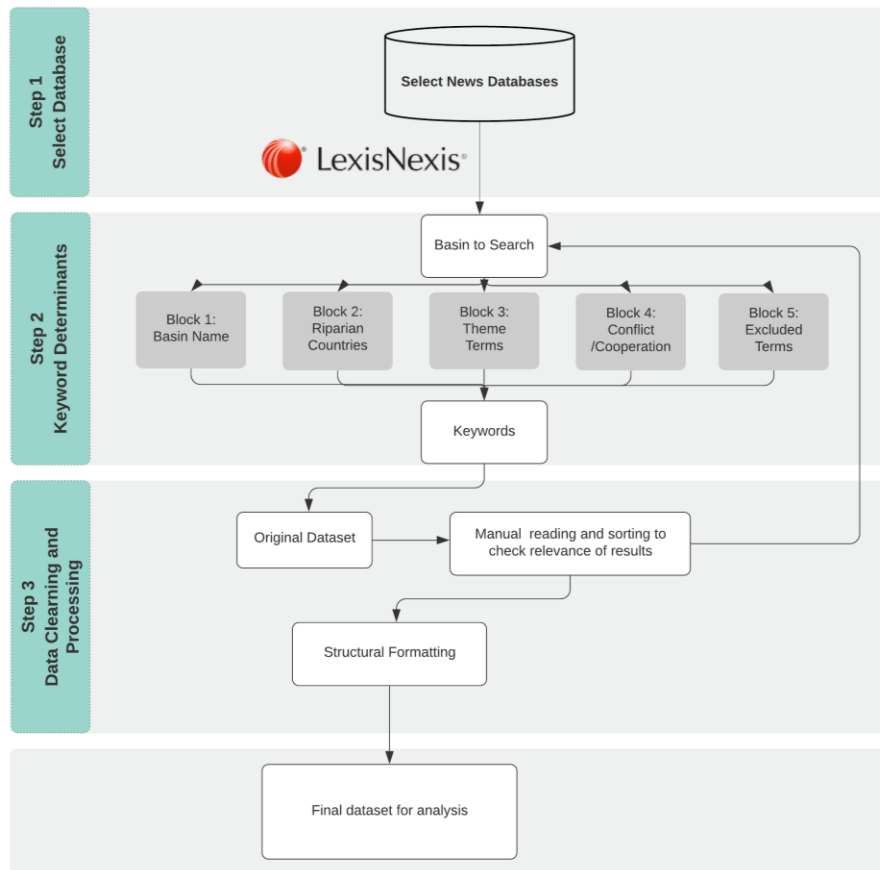 Step 1
Select Database
Select News Databases
LexisNexis®
Step 2
Keyword Determinants
Basin to Search
Block 1:
Basin Name
Block 2:
Riparian
Countries
Block 3:
Theme
Terms
Block 4:
Conflict
/Cooperation
Block 5:
Excluded
Terms
Keywords
Step 3
Data Clearning and
Processing
Original Dataset
Manual reading and sorting to
check relevance of results
Structural Formatting
Final dataset for analysis